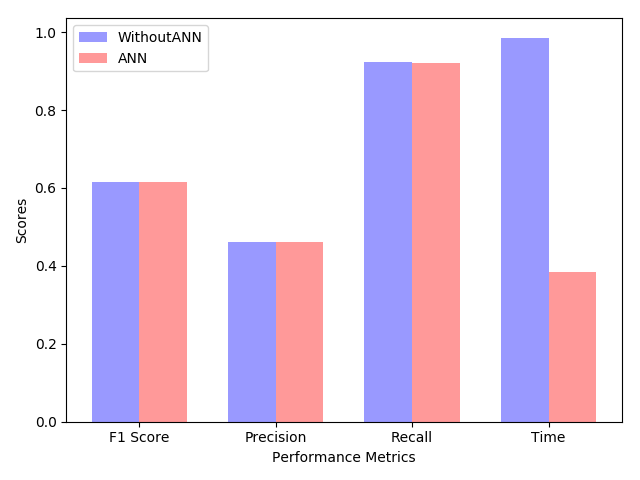 WithoutANN
ANN
1.0
0.8
0.6
0.4
0.2
0.0
Scores
F1 Score Precision Recall Time
Performance Metrics